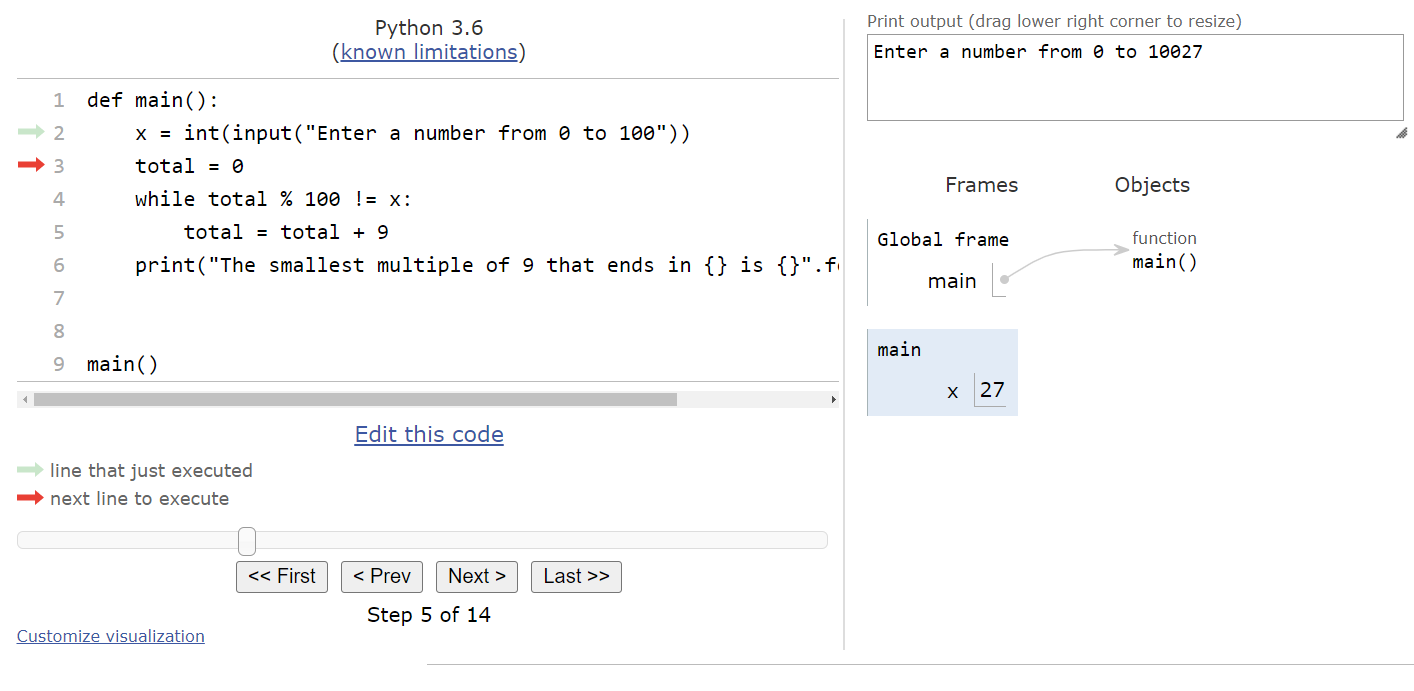 Python 3.6
(known limitations)
1 def main():
2     x = int(input("Enter a number from 0 to 100"))
3     total = 0
4     while total % 100 != x:
5         total = total + 9
6     print("The smallest multiple of 9 that ends in {} is {}".f
7
8
9 main()
Edit this code
line that just executed
next line to execute
<< First
< Prev
Next >
Last >>
Step 5 of 14
Customize visualization
Print output (drag lower right corner to resize)
Enter a number from 0 to 10027
Frames
Objects
Global frame
main
function
main()
main
x 27